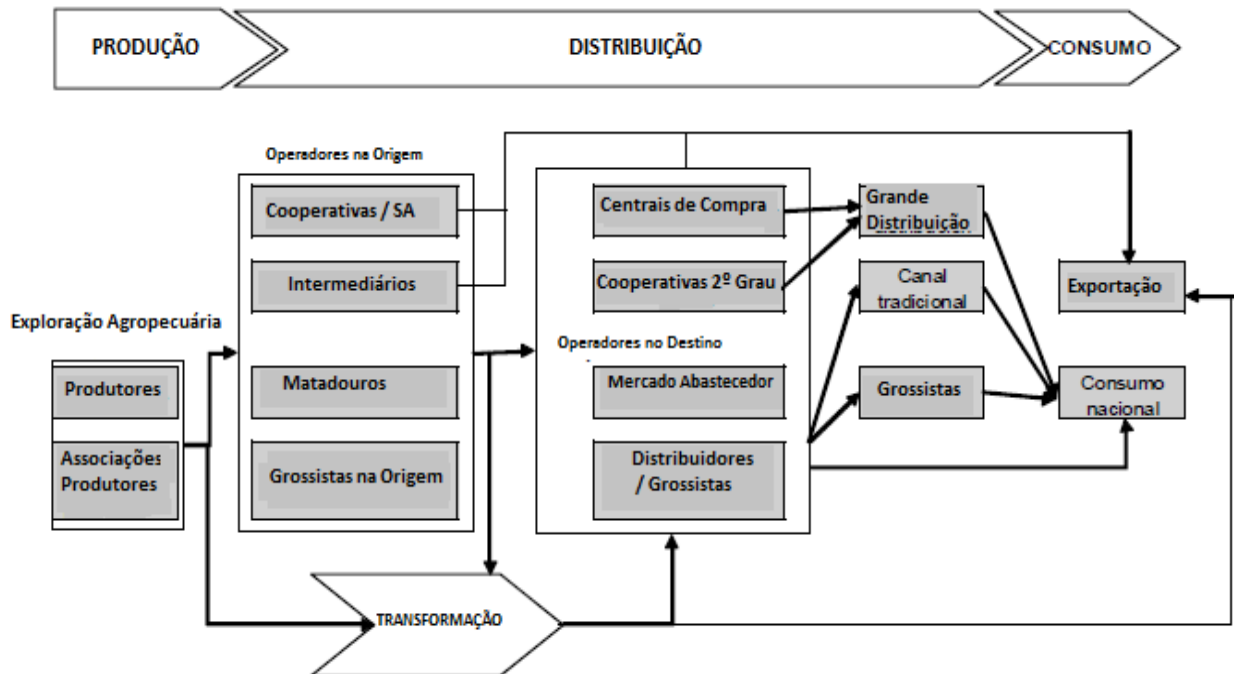 PRODUÇÃO
DISTRIBUIÇÃO
CONSUMO
Operadores na Origem
Cooperativas / SA
Intermediários
Matadouros
Grossistas na Origem
Exploração Agropecuária
Produtores
Associações
Produtores
Centrais de Compra
Cooperativas 2º Grau
Operadores no Destino
Mercado Abastecedor
Distribuidores
/ Grossistas
Grande
Distribuição
Canal
tradicional
Grossistas
Exportação
Consumo
nacional
TRANSFORMAÇÃO